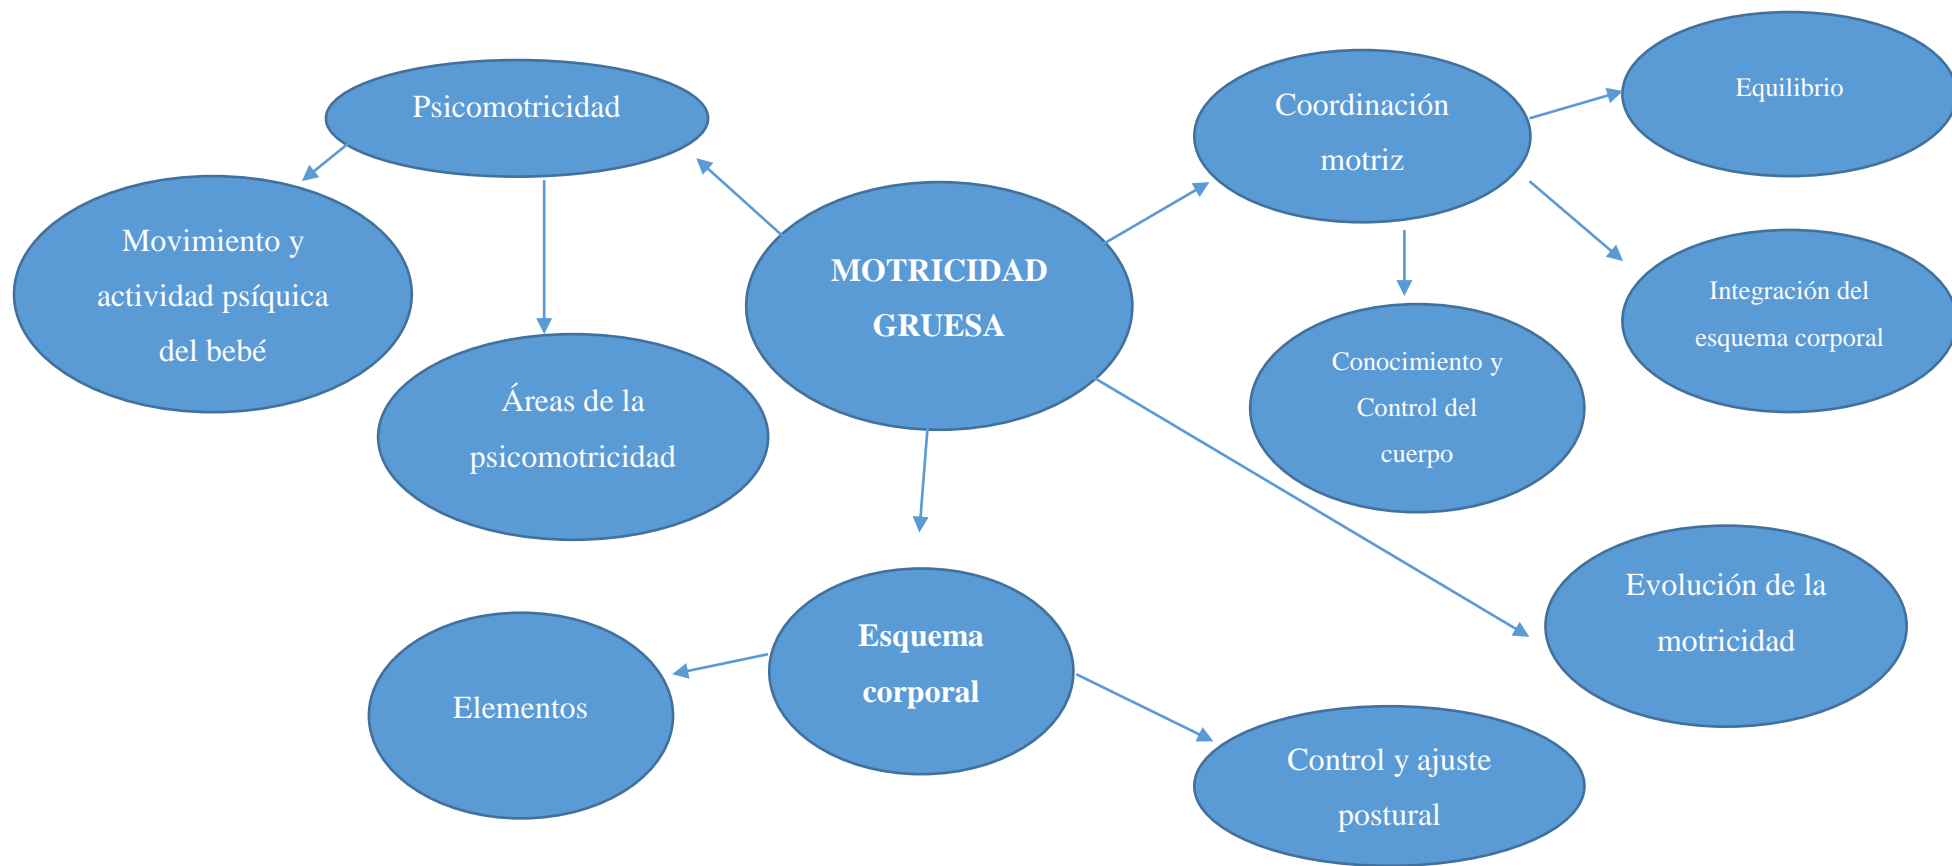 Psicomotricidad
Movimiento y
actividad psíquica
del bebé
Áreas de la
psicomotricidad
MOTRICIDAD
GRUESA
Coordinación
motriz
Equilibrio
Integración del
esquema corporal
Conocimiento y
Control del
cuerpo
Evolución de la
motricidad
Esquema
corporal
Elementos
Control y ajuste
postural